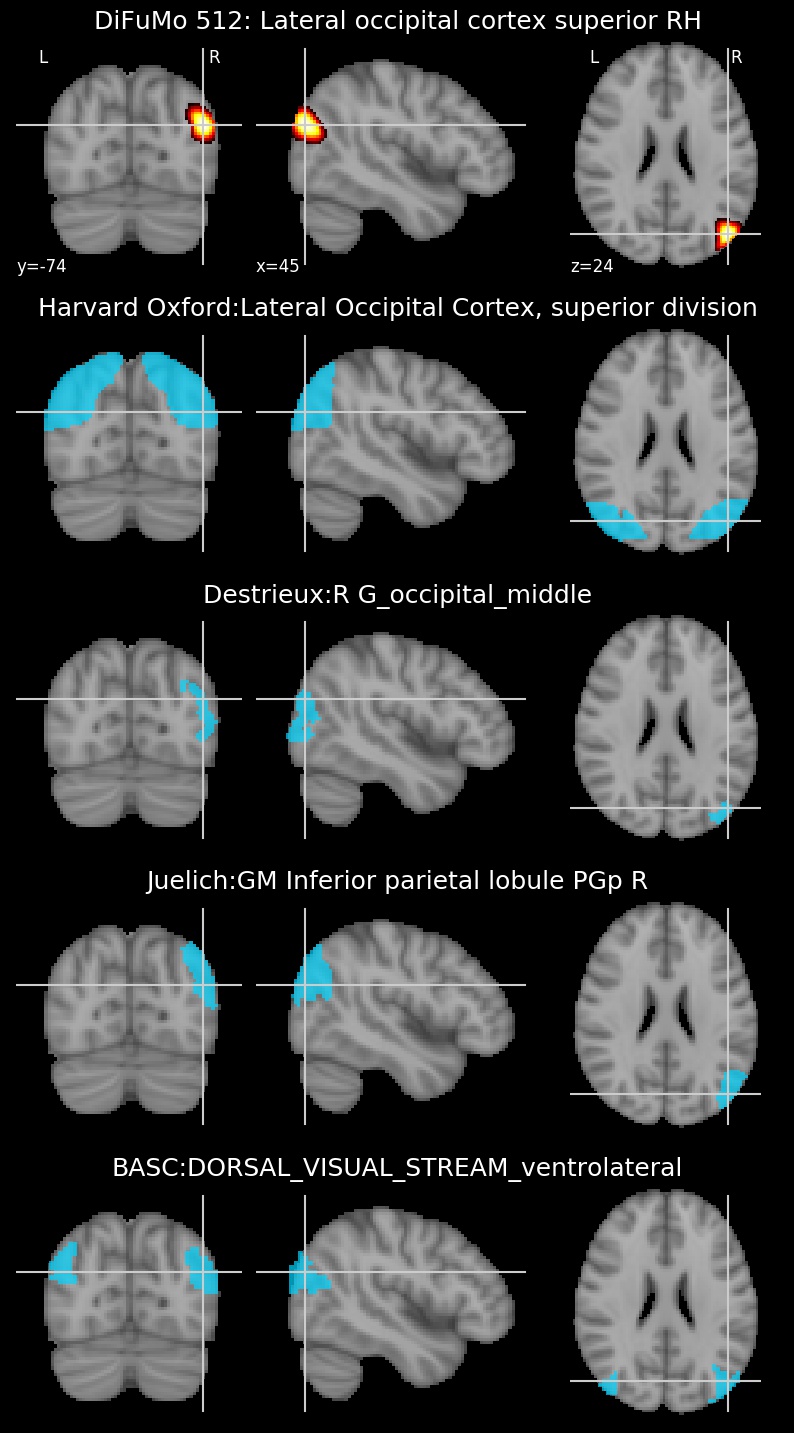 DiFuMo 512: Lateral occipital cortex superior RH
L R L R
y=-74 x=45 z=24
Harvard Oxford:Lateral Occipital Cortex, superior division
Destrieux:R G_occipital_middle
Juelich:GM Inferior parietal lobule PGp R
BASC:DORSAL_VISUAL_STREAM_ventrolateral